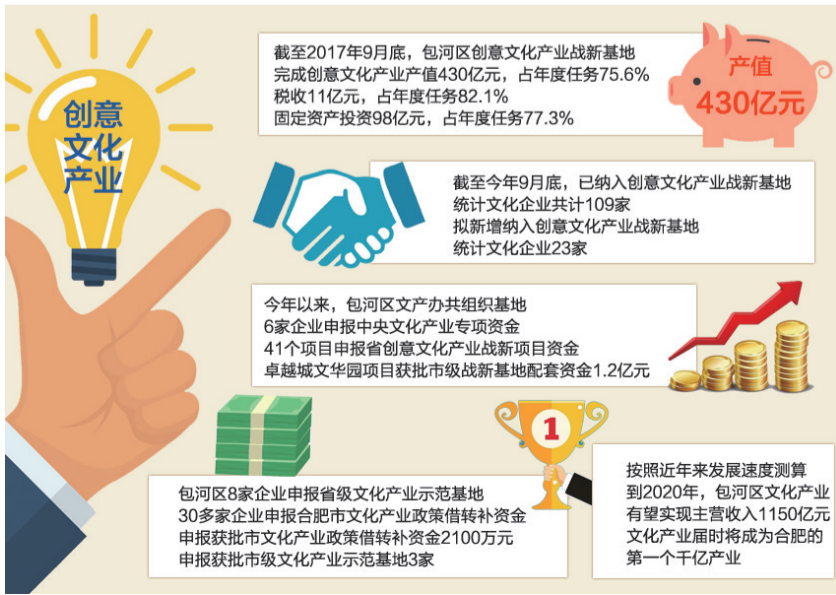 创意
文化
产业
截至2017年9月底，包河区创意文化产业战新基地
完成创意文化产业产值430亿元，占年度任务75.6%
税收11亿元，占年度任务82.1%
固定资产投资98亿元，占年度任务77.3%
产值
430亿元
截至今年9月底，已纳入创意文化产业战新基地
统计文化企业共计109家
拟新增纳入创意文化产业战新基地
统计文化企业23家
今年以来，包河区文产办共组织基地
6家企业申报中央文化产业专项资金
41个项目申报省创意文化产业战新项目资金
卓越城文华园项目获批市级战新基地配套资金1.2亿元
包河区8家企业申报省级文化产业示范基地
30多家企业申报合肥市文化产业政策借转补资金
申报获批市文化产业政策借转补资金2100万元
申报获批市级文化产业示范基地3家
1
按照近年来发展速度测算
到2020年，包河区文化产业
有望实现主营收入1150亿元
文化产业届时将成为合肥的
第一个千亿产业